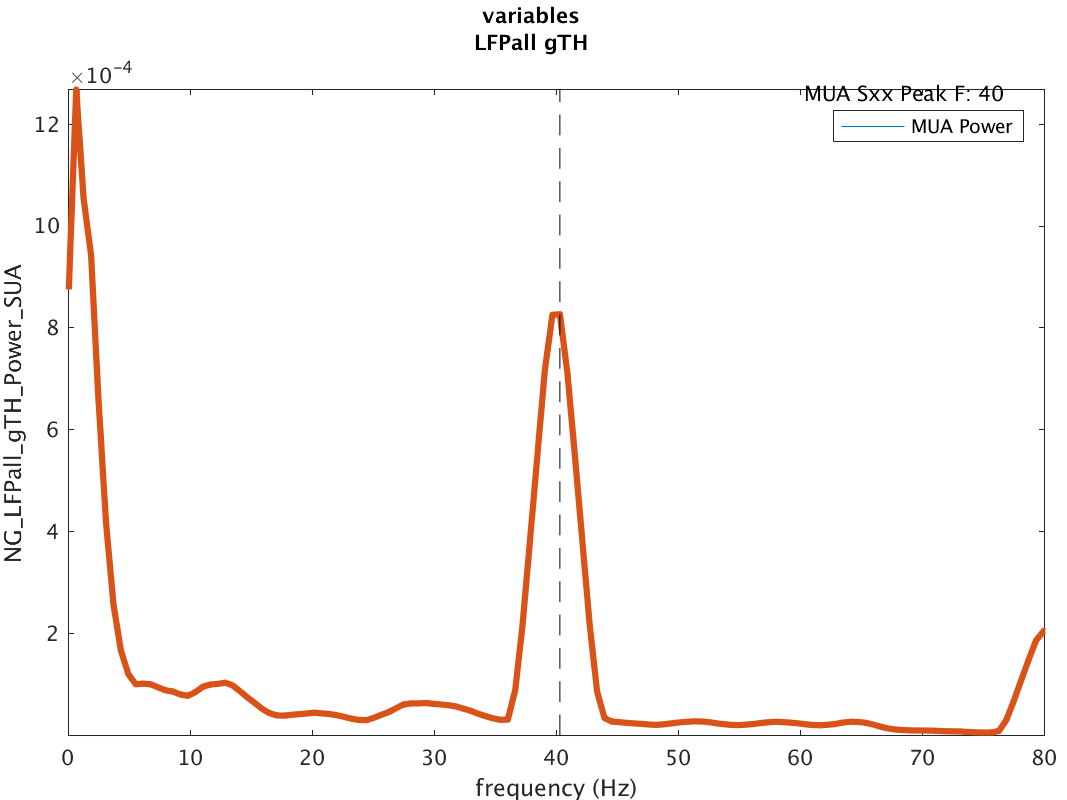 variables
LFPall gTH
×10⁻⁴
MUA Sxx Peak F: 40
MUA Power
12
10
8
6
4
2
NG_LFPall_gTH_Power_SUA
0 10 20 30 40 50 60 70 80
frequency (Hz)